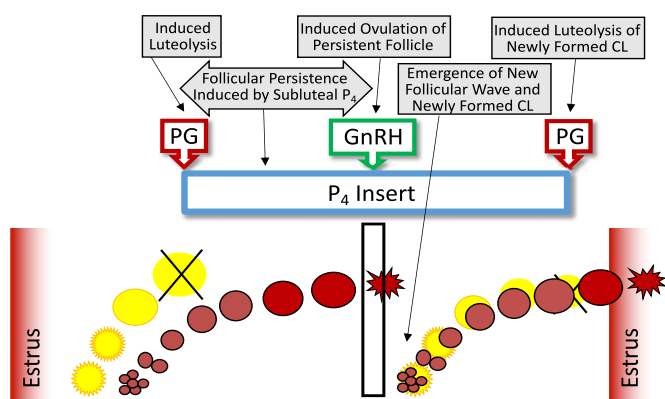 Induced
Luteolysis
Induced Ovulation of
Persistent Follicle
Induced Luteolysis of
Newly Formed CL
Follicular Persistence
Induced by Subluteal P₄
Emergence of New
Follicular Wave and
Newly Formed CL
PG
GnRH
PG
P₄ Insert
Estrus
Estrus